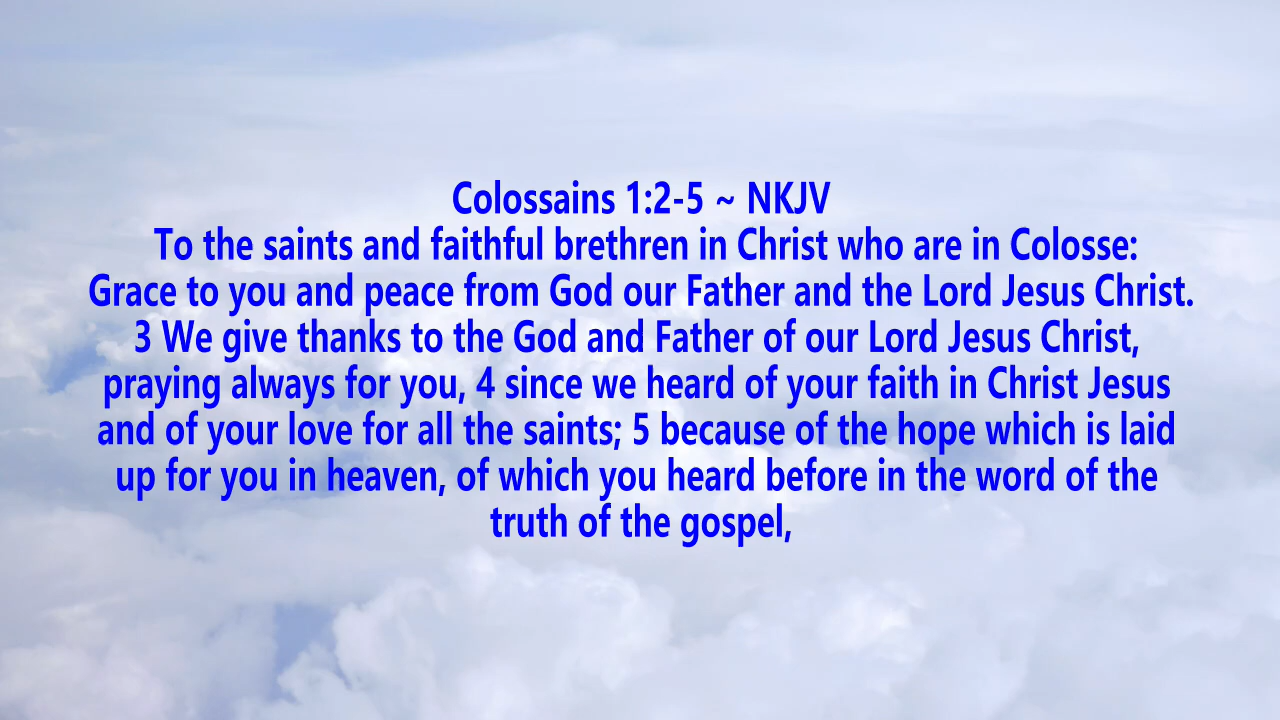 Colossains 1:2-5 ~ NKJV
To the saints and faithful brethren in Christ who are in Colosse:
Grace to you and peace from God our Father and the Lord Jesus Christ.
3 We give thanks to the God and Father of our Lord Jesus Christ,
praying always for you, 4 since we heard of your faith in Christ Jesus
and of your love for all the saints; 5 because of the hope which is laid
up for you in heaven, of which you heard before in the word of the
truth of the gospel,